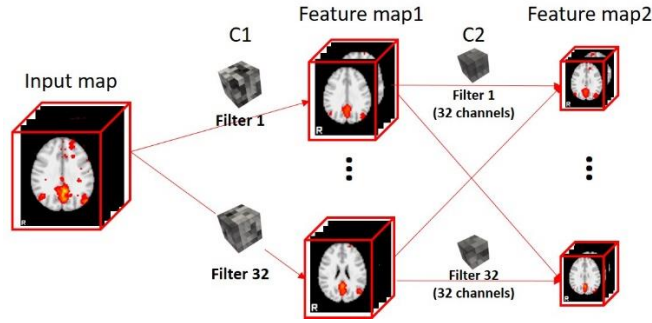 Input map
C1
Feature map1
C2
Feature map2
Filter 1
Filter 1
(32 channels)
R
R
R
Filter 32
Filter 32
(32 channels)
R
R